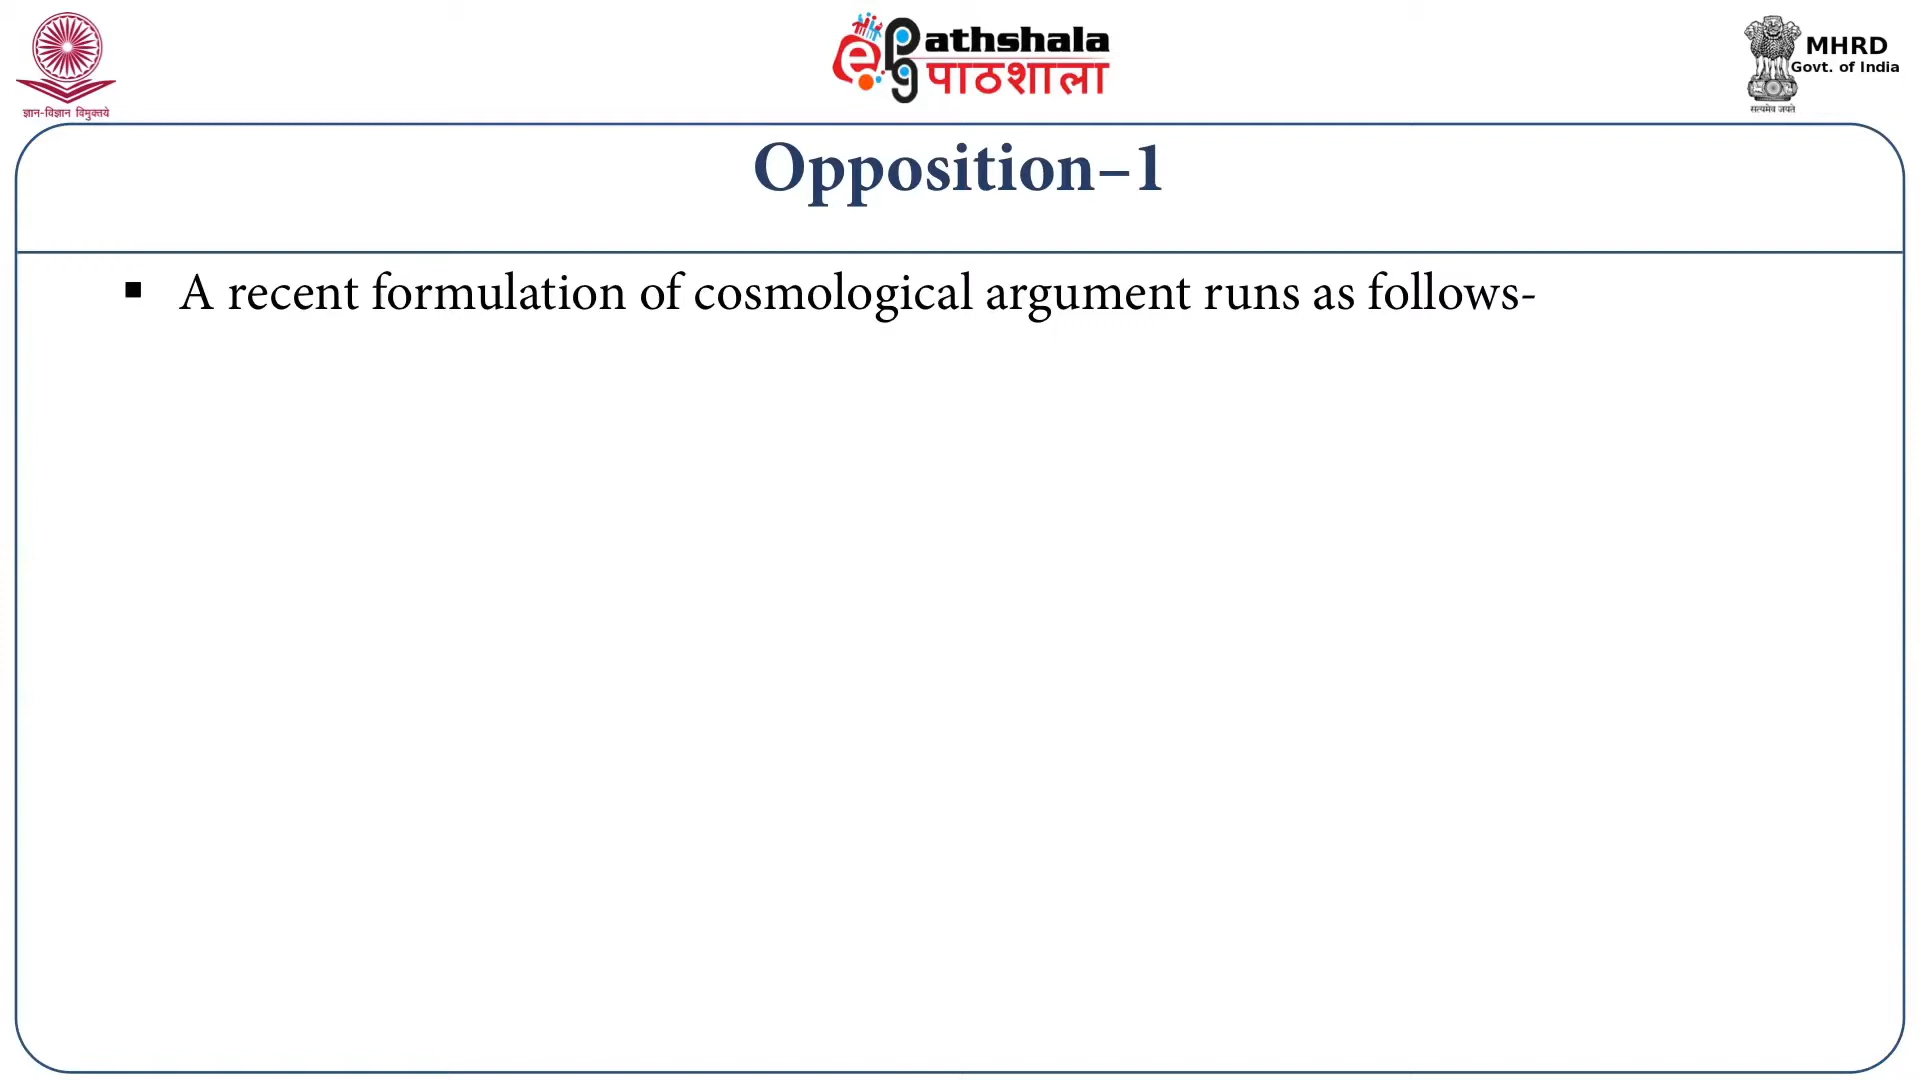 ज्ञान-विज्ञान विमुक्तये
e PG Pathshala
पाठशाला
MHRD
Govt. of India
सत्यमेव जयते
Opposition–1
▪ A recent formulation of cosmological argument runs as follows-